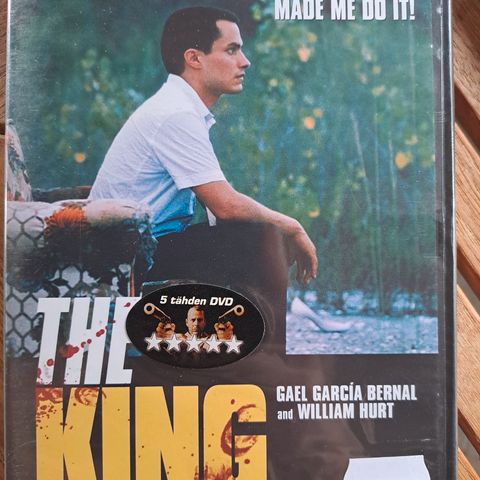 MADE ME DO IT!
5 tähden DVD
THE
KING
GAEL GARCÍA BERNAL
and WILLIAM HURT